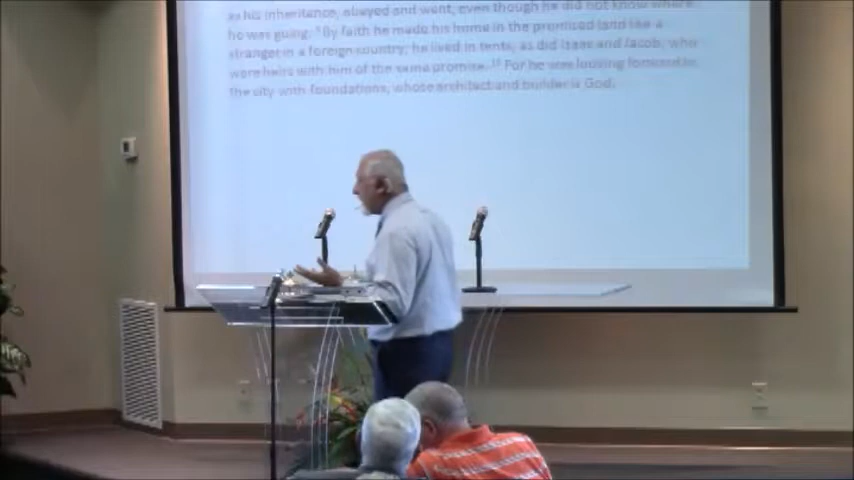 as his inheritance, obeyed and went, even though he did not know where
he was going. 9 By faith he made his home in the promised land like a
stranger in a foreign country; he lived in tents, as did Isaac and Jacob, who
were heirs with him of the same promise. 10 For he was looking forward to
the city with foundations, whose architect and builder is God.